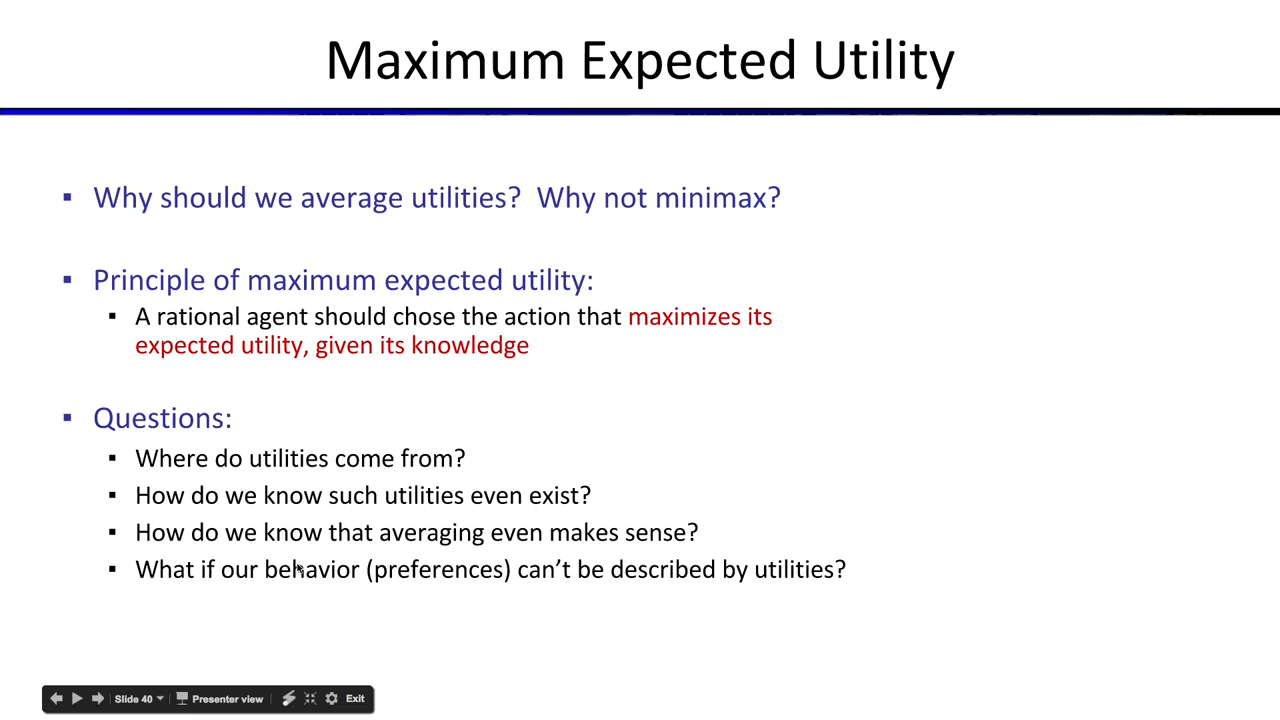 Maximum Expected Utility
▪ Why should we average utilities?  Why not minimax?
▪ Principle of maximum expected utility:
▪ A rational agent should chose the action that maximizes its
expected utility, given its knowledge
▪ Questions:
▪ Where do utilities come from?
▪ How do we know such utilities even exist?
▪ How do we know that averaging even makes sense?
▪ What if our behavior (preferences) can’t be described by utilities?
Slide 40 Presenter view Exit